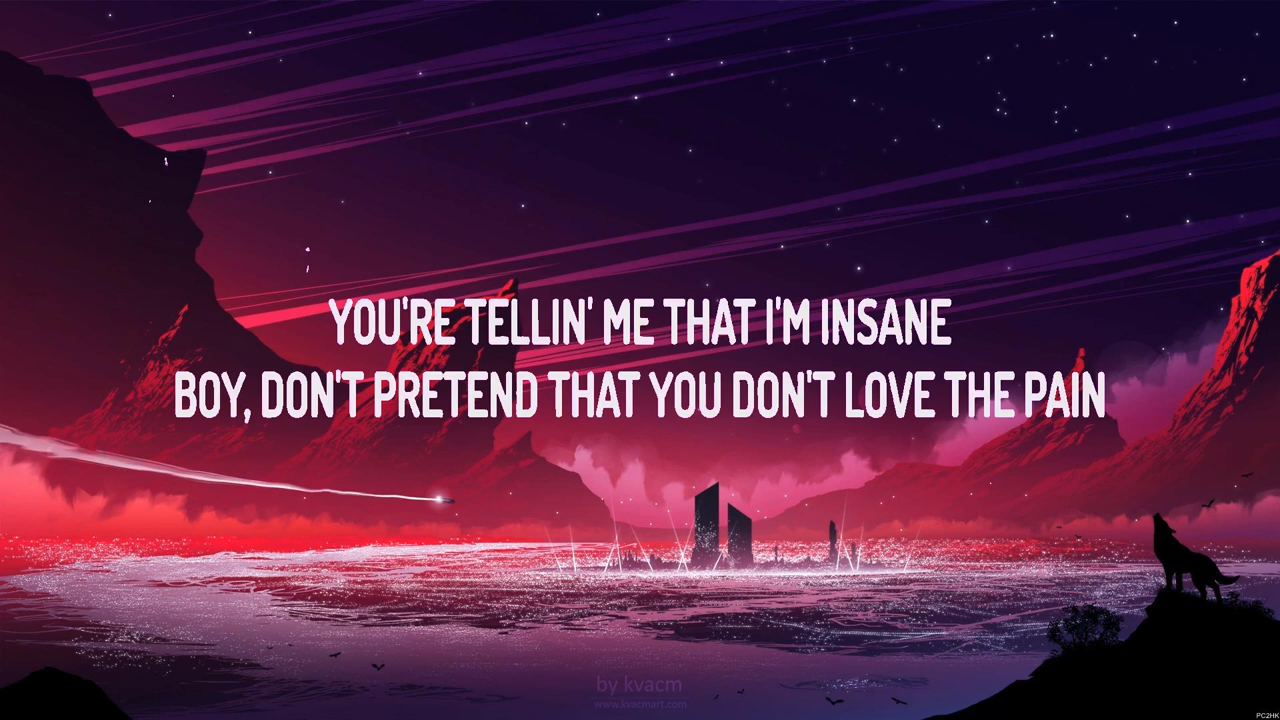 YOU'RE TELLIN' ME THAT I'M INSANE
BOY, DON'T PRETEND THAT YOU DON'T LOVE THE PAIN
by kvacm
www.kvacmart.com
PC2HK